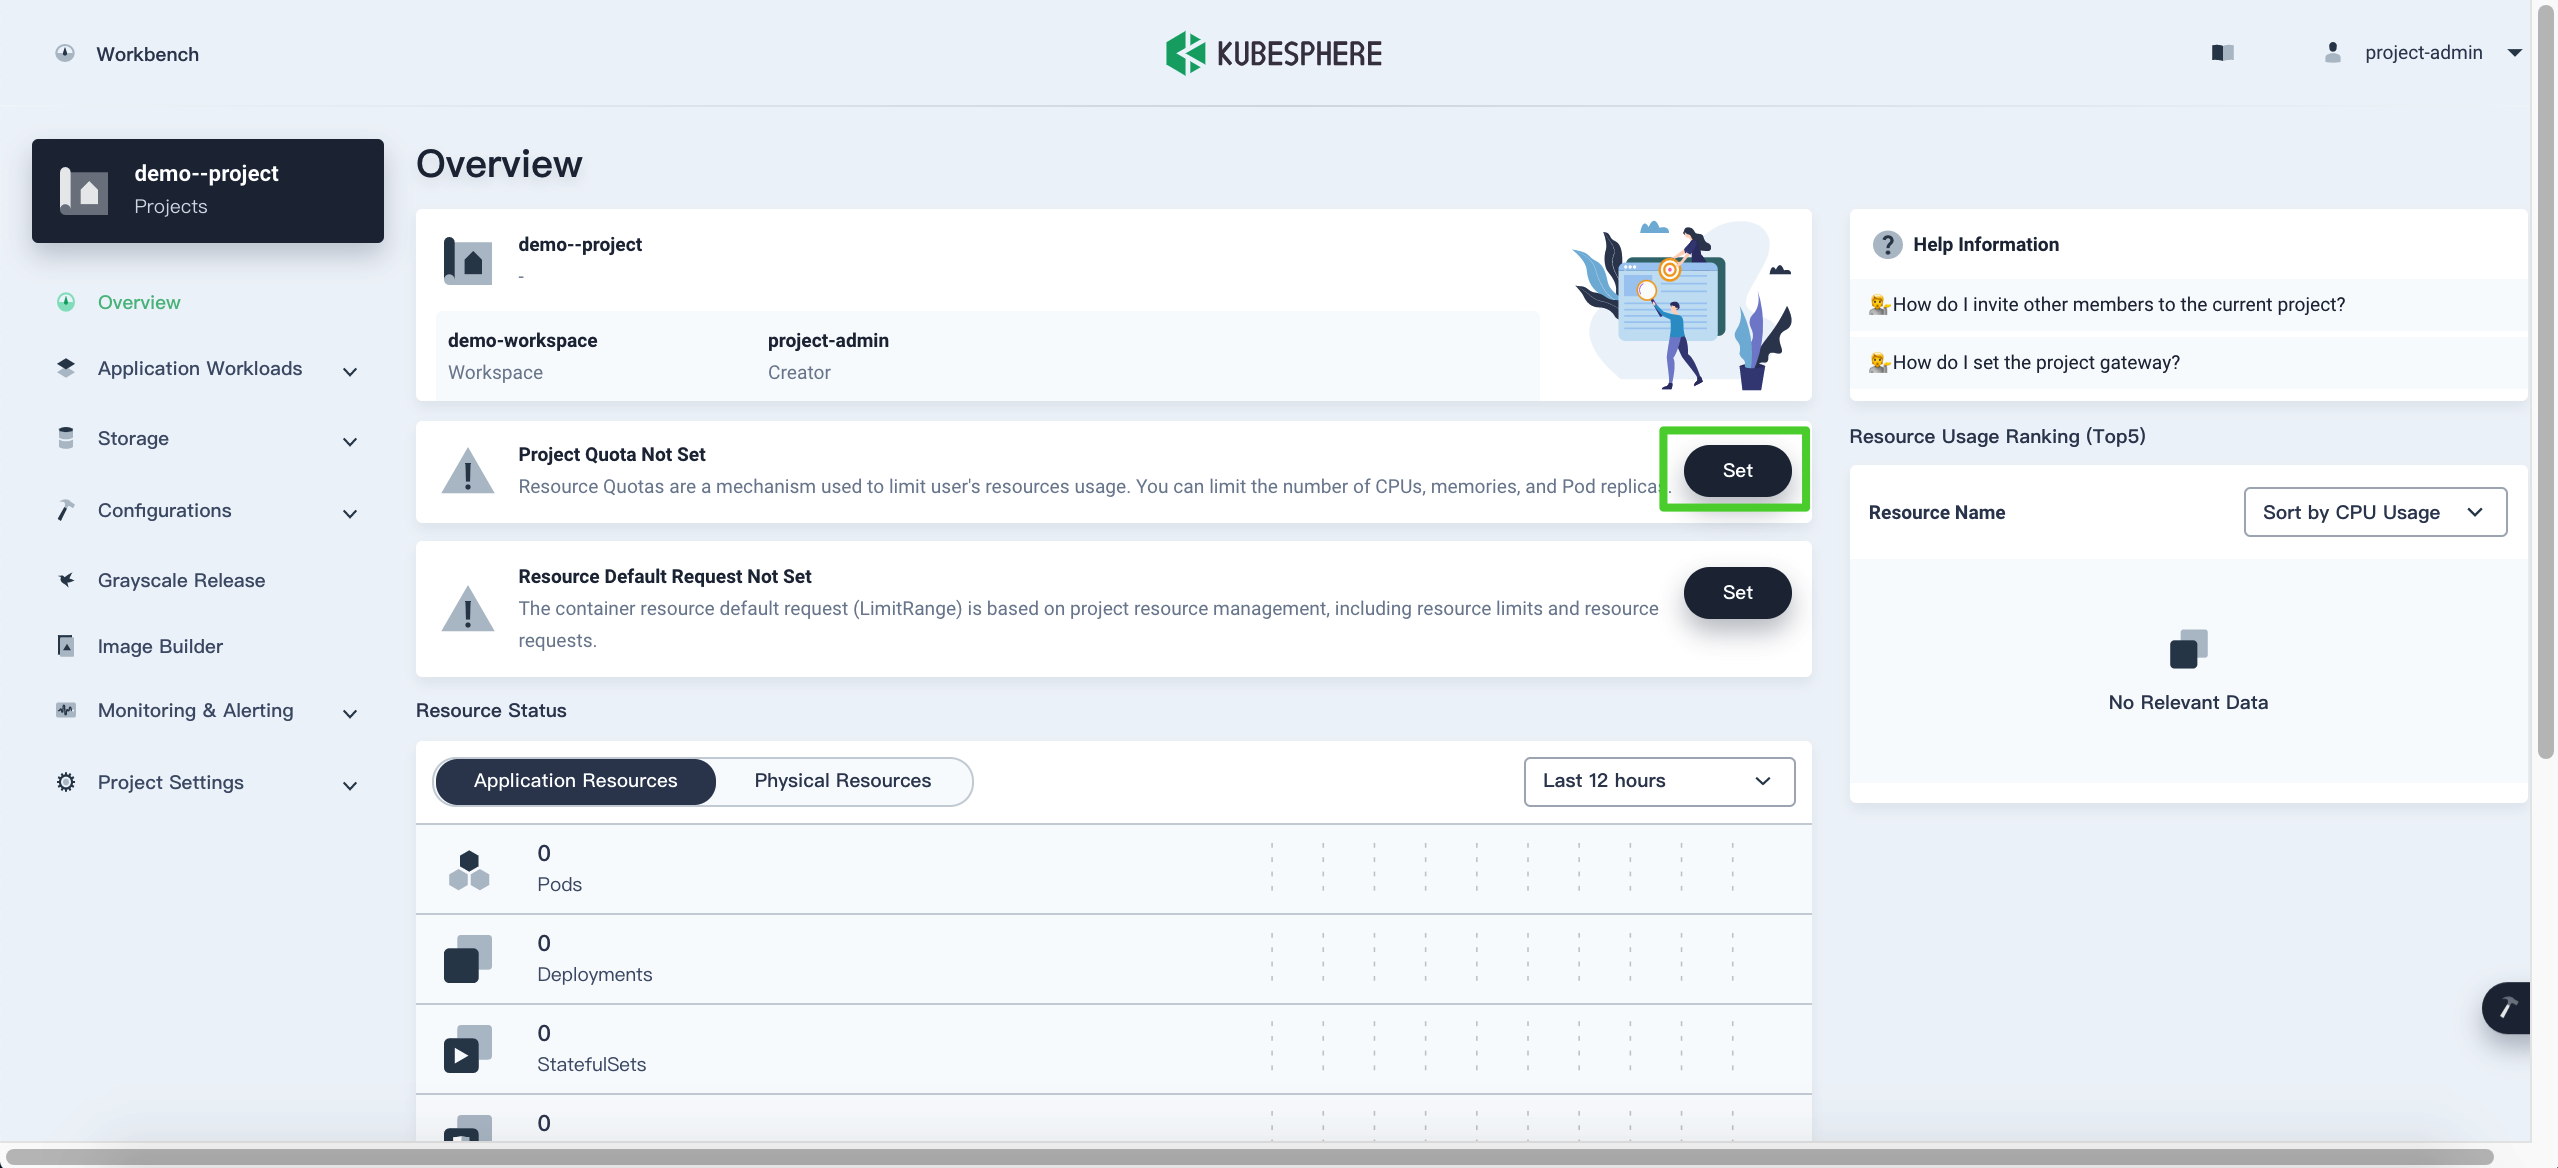 Workbench
KUBESPHERE
project-admin
demo--project
Projects
Overview
Application Workloads
Storage
Configurations
Grayscale Release
Image Builder
Monitoring & Alerting
Project Settings
Overview
demo--project
-
demo-workspace
Workspace
project-admin
Creator
Project Quota Not Set
Resource Quotas are a mechanism used to limit user's resources usage. You can limit the number of CPUs, memories, and Pod replicas.
Set
Resource Default Request Not Set
The container resource default request (LimitRange) is based on project resource management, including resource limits and resource
requests.
Set
Resource Status
Application Resources
Physical Resources
Last 12 hours
0
Pods
0
Deployments
0
StatefulSets
0
Help Information
How do I invite other members to the current project?
How do I set the project gateway?
Resource Usage Ranking (Top5)
Resource Name
Sort by CPU Usage
No Relevant Data